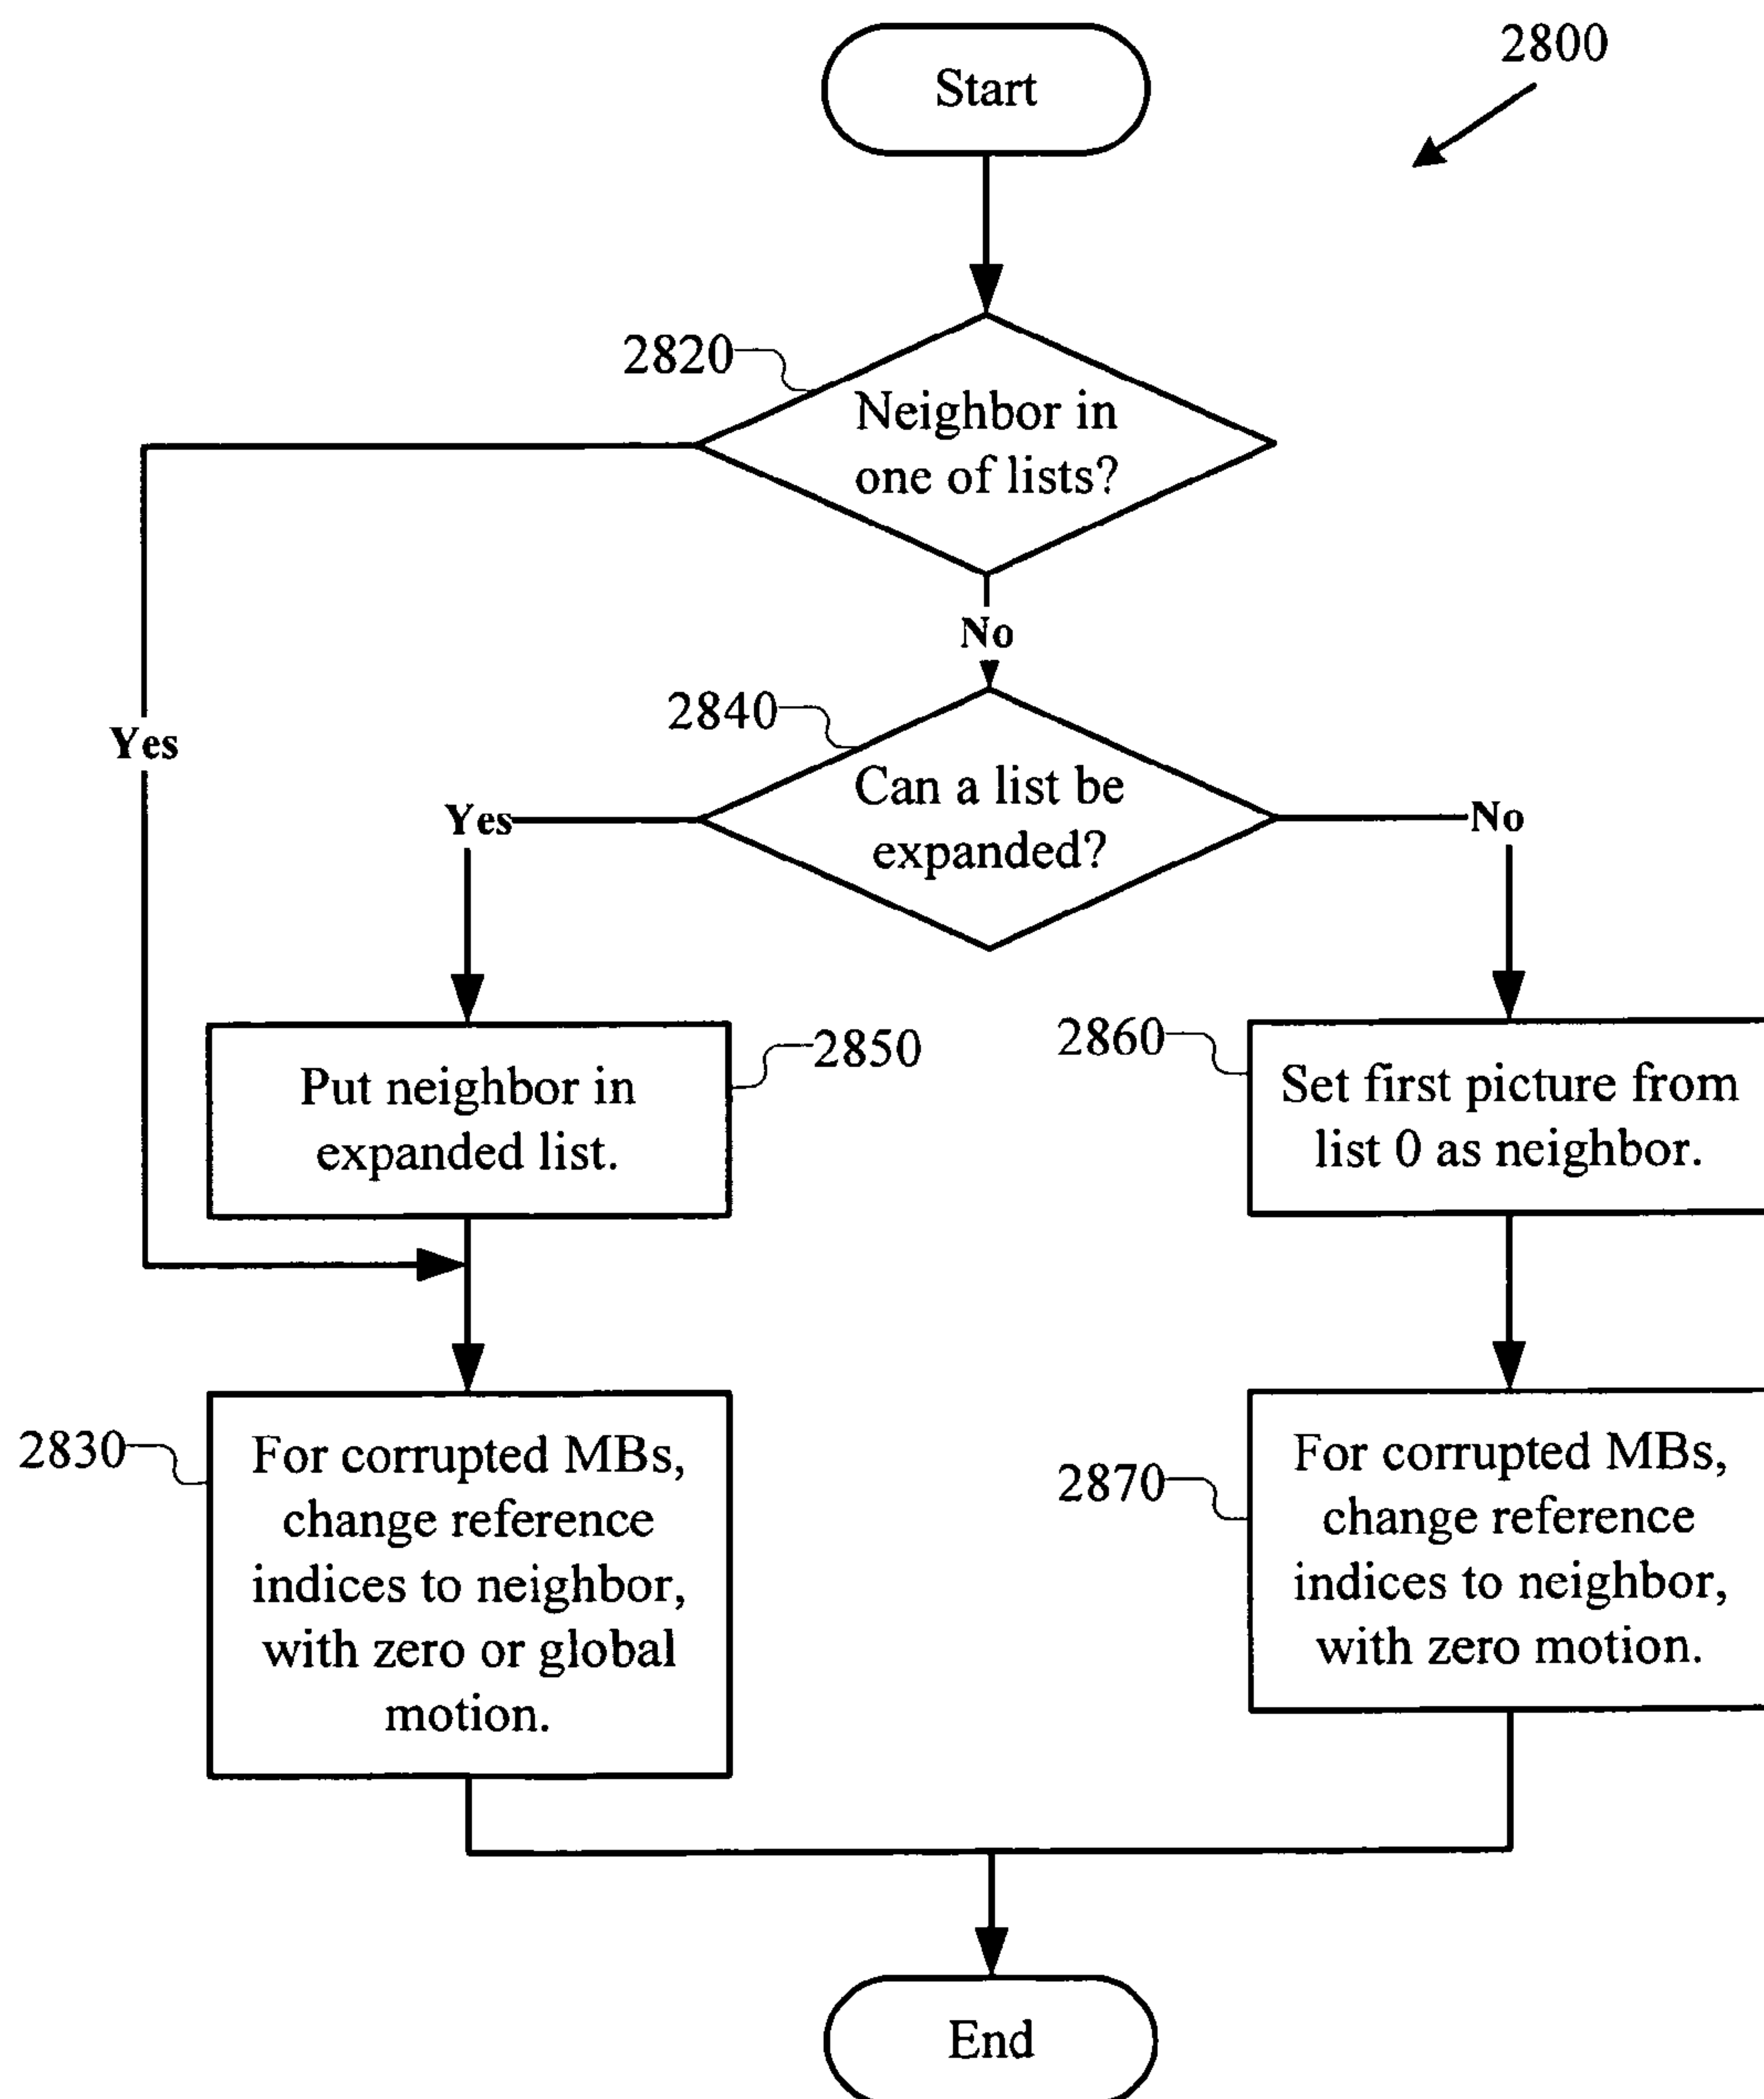 2800
Start
2820
Neighbor in
one of lists?
No
Yes
2840
Can a list be
expanded?
Yes
No
2850
Put neighbor in
expanded list.
2860
Set first picture from
list 0 as neighbor.
2830
For corrupted MBs,
change reference
indices to neighbor,
with zero or global
motion.
2870
For corrupted MBs,
change reference
indices to neighbor,
with zero motion.
End